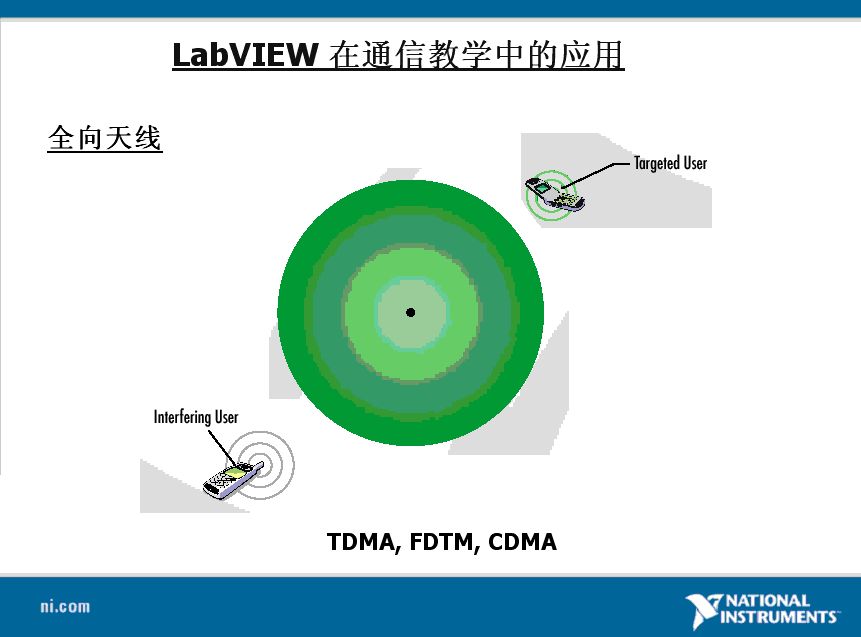 LabVIEW 在通信教学中的应用
全向天线
Targeted User
Interfering User
TDMA, FDTM, CDMA
ni.com
NATIONAL
INSTRUMENTS